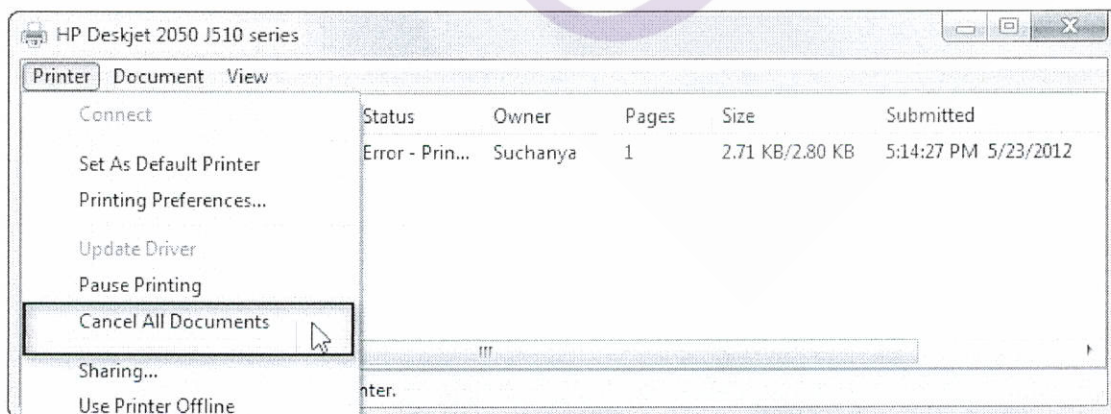 HP Deskjet 2050 J510 series
Printer Document View
Connect Status Owner Pages Size Submitted
Set As Default Printer Error - Prin... Suchanya 1 2.71 KB/2.80 KB 5:14:27 PM 5/23/2012
Printing Preferences...
Update Driver
Pause Printing
Cancel All Documents
Sharing... nter.
Use Printer Offline